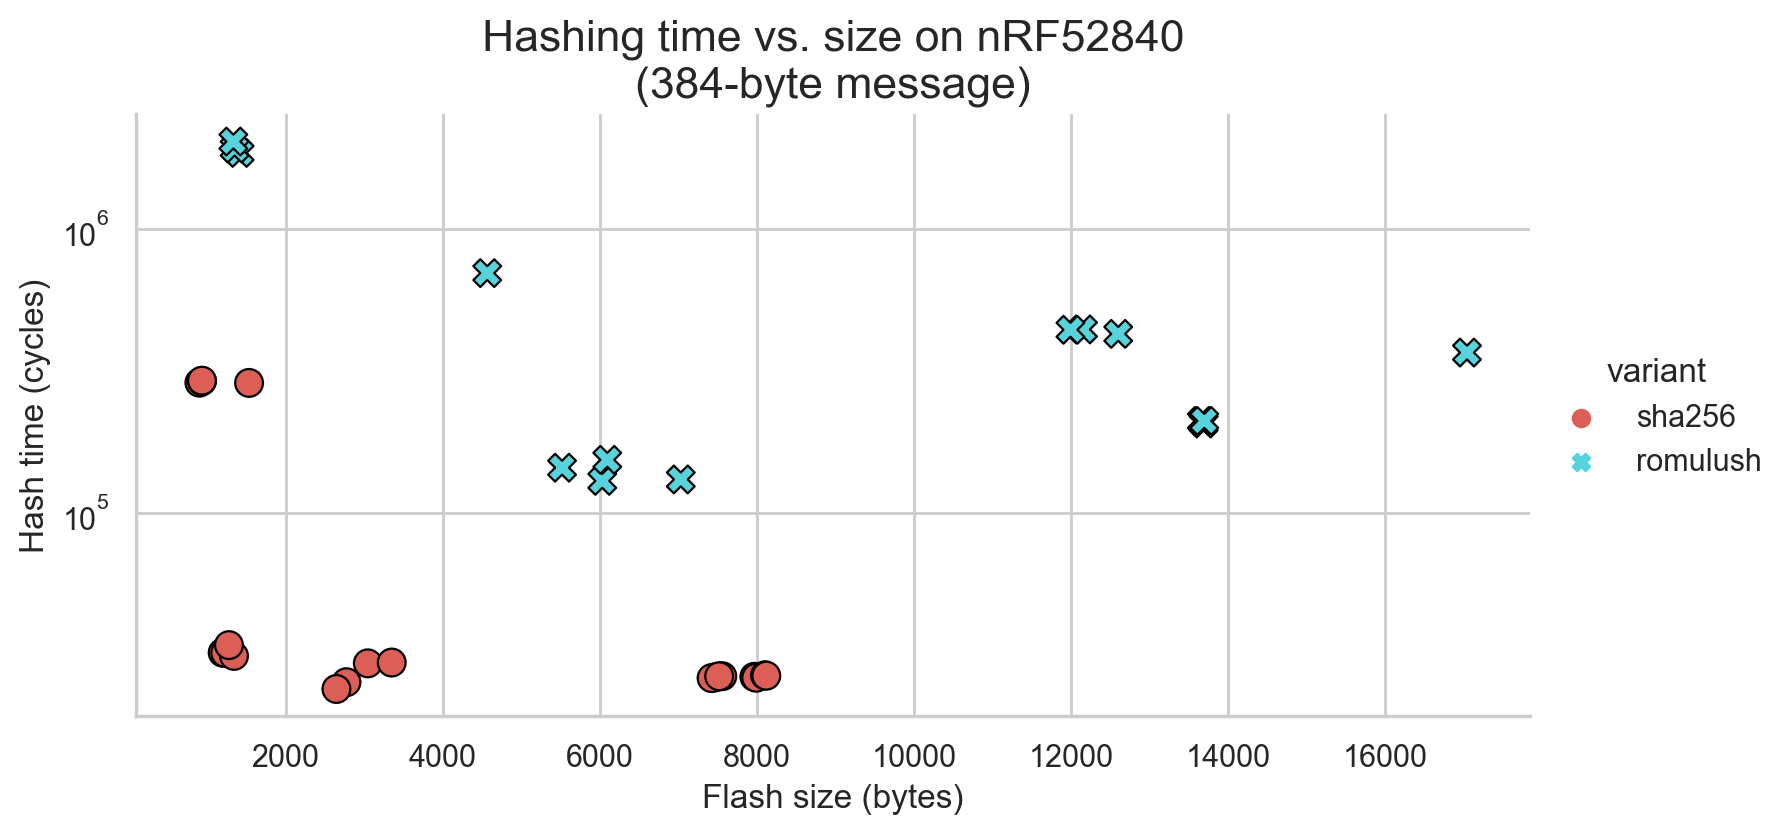 Hashing time vs. size on nRF52840
(384-byte message)
10^6
10^5
Hash time (cycles)
2000 4000 6000 8000 10000 12000 14000 16000
Flash size (bytes)
variant
sha256
romulush